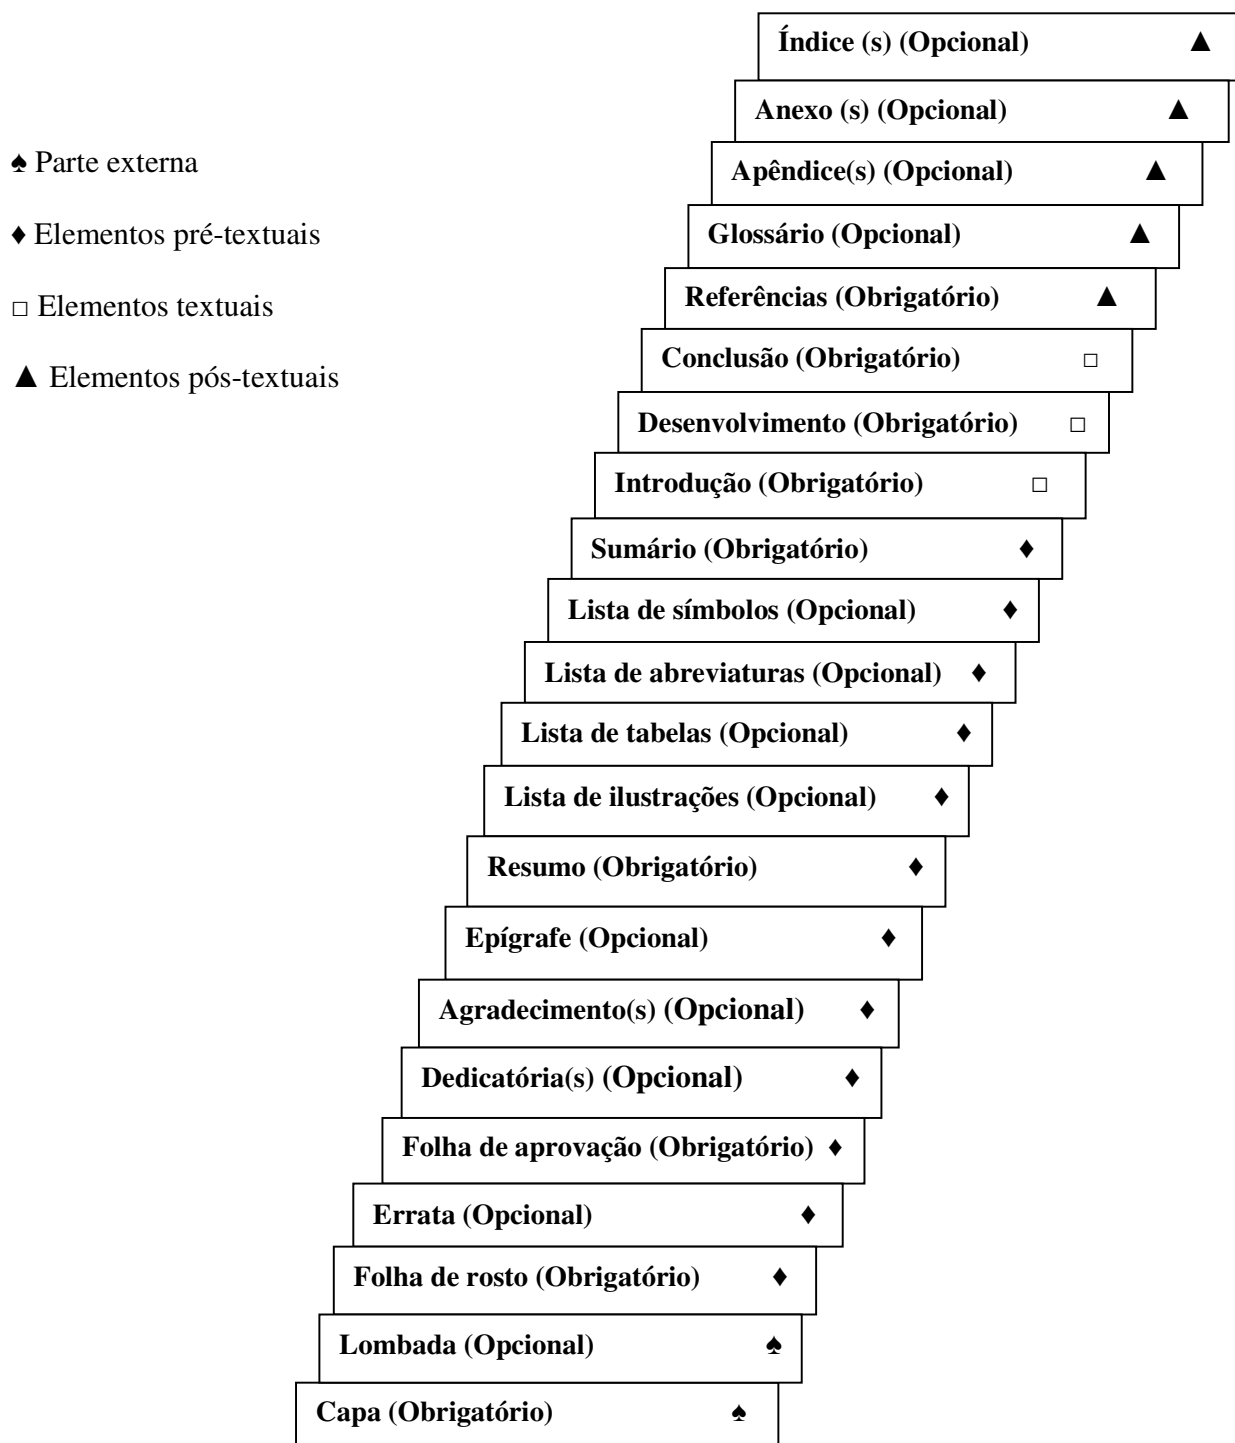 Índice (s) (Opcional) ▲
Anexo (s) (Opcional) ▲
♠ Parte externa
Apêndice(s) (Opcional) ▲
♦ Elementos pré-textuais
Glossário (Opcional) ▲
□ Elementos textuais
Referências (Obrigatório) ▲
Conclusão (Obrigatório) □
▲ Elementos pós-textuais
Desenvolvimento (Obrigatório) □
Introdução (Obrigatório) □
Sumário (Obrigatório) ♦
Lista de símbolos (Opcional) ♦
Lista de abreviaturas (Opcional) ♦
Lista de tabelas (Opcional) ♦
Lista de ilustrações (Opcional) ♦
Resumo (Obrigatório) ♦
Epígrafe (Opcional) ♦
Agradecimento(s) (Opcional) ♦
Dedicatória(s) (Opcional) ♦
Folha de aprovação (Obrigatório) ♦
Errata (Opcional) ♦
Folha de rosto (Obrigatório) ♦
Lombada (Opcional) ♠
Capa (Obrigatório) ♠